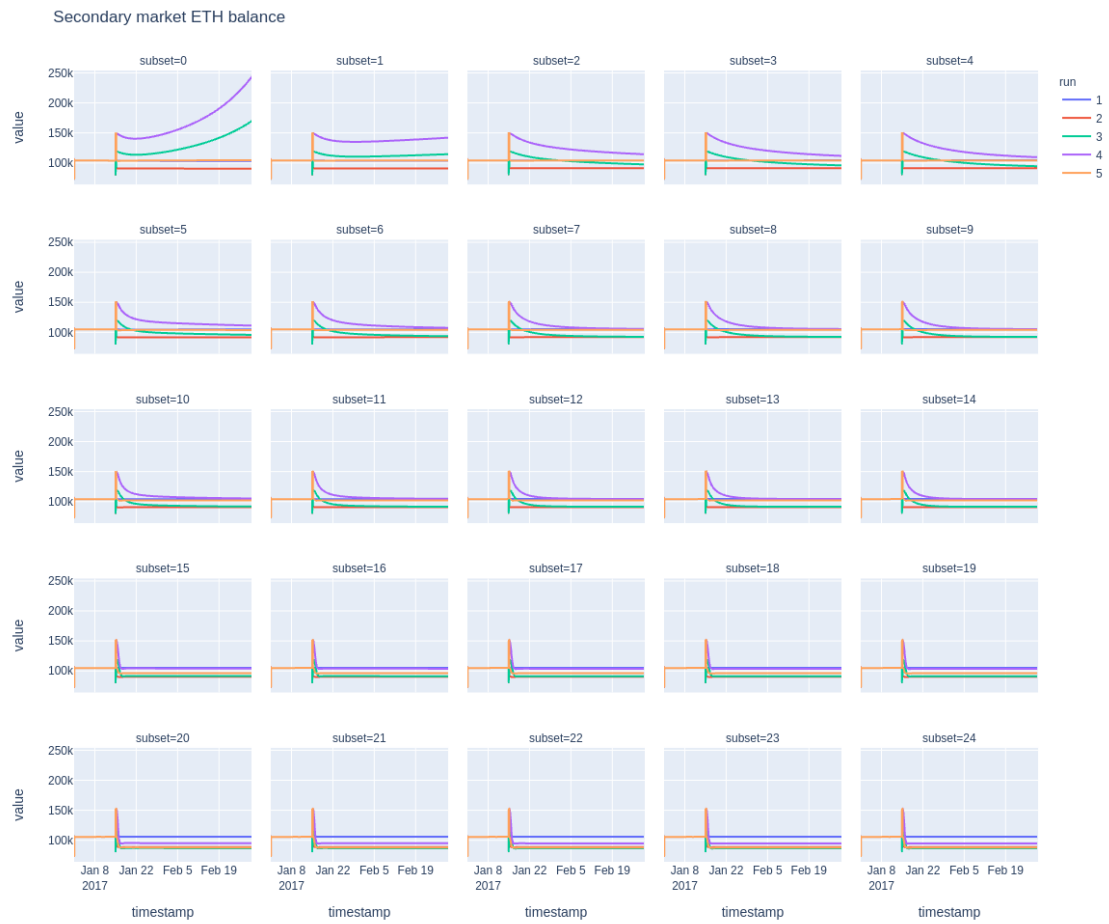 Secondary market ETH balance
subset=0 subset=1 subset=2 subset=3 subset=4
250k
200k
150k
100k
value
run
1
2
3
4
5
subset=5 subset=6 subset=7 subset=8 subset=9
250k
200k
150k
100k
value
subset=10 subset=11 subset=12 subset=13 subset=14
250k
200k
150k
100k
value
subset=15 subset=16 subset=17 subset=18 subset=19
250k
200k
150k
100k
value
subset=20 subset=21 subset=22 subset=23 subset=24
250k
200k
150k
100k
value
Jan 8 Jan 22 Feb 5 Feb 19 Jan 8 Jan 22 Feb 5 Feb 19 Jan 8 Jan 22 Feb 5 Feb 19 Jan 8 Jan 22 Feb 5 Feb 19 Jan 8 Jan 22 Feb 5 Feb 19
2017 2017 2017 2017 2017
timestamp timestamp timestamp timestamp timestamp